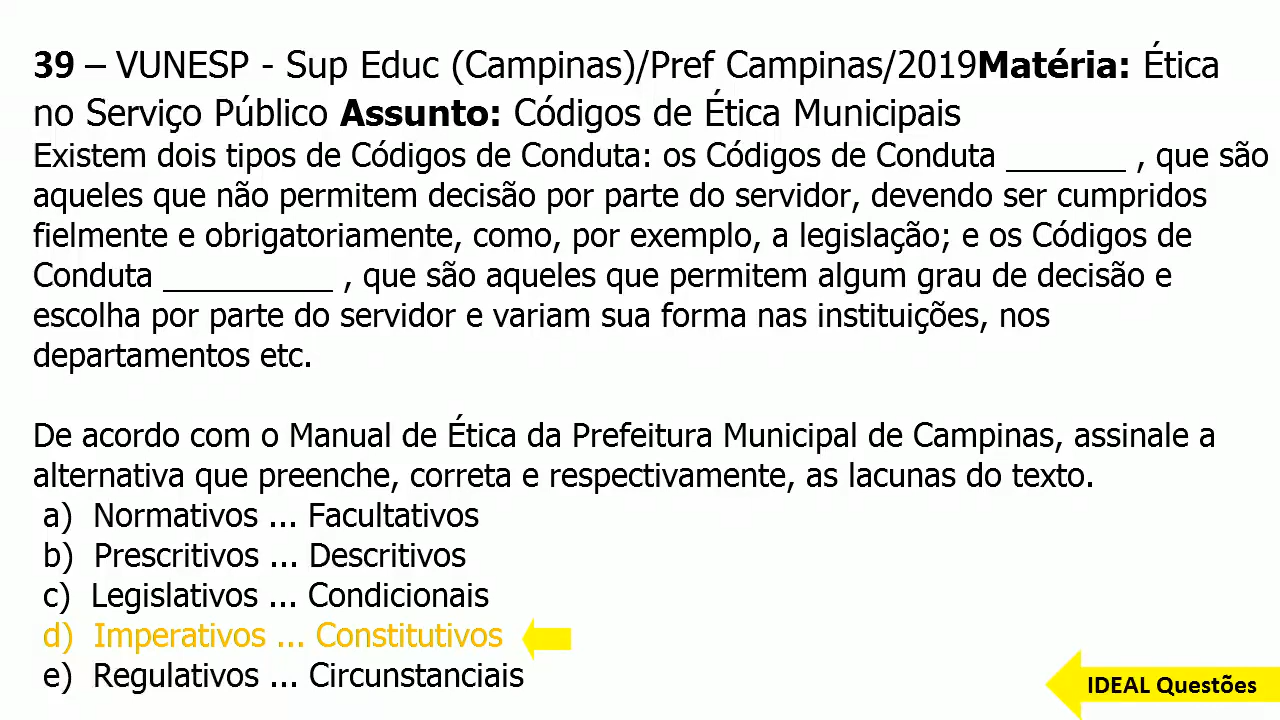 39 – VUNESP - Sup Educ (Campinas)/Pref Campinas/2019Matéria: Ética
no Serviço Público Assunto: Códigos de Ética Municipais
Existem dois tipos de Códigos de Conduta: os Códigos de Conduta _______ , que são
aqueles que não permitem decisão por parte do servidor, devendo ser cumpridos
fielmente e obrigatoriamente, como, por exemplo, a legislação; e os Códigos de
Conduta __________ , que são aqueles que permitem algum grau de decisão e
escolha por parte do servidor e variam sua forma nas instituições, nos
departamentos etc.
De acordo com o Manual de Ética da Prefeitura Municipal de Campinas, assinale a
alternativa que preenche, correta e respectivamente, as lacunas do texto.
a) Normativos ... Facultativos
b) Prescritivos ... Descritivos
c) Legislativos ... Condicionais
d) Imperativos ... Constitutivos
e) Regulativos ... Circunstanciais
IDEAL Questões